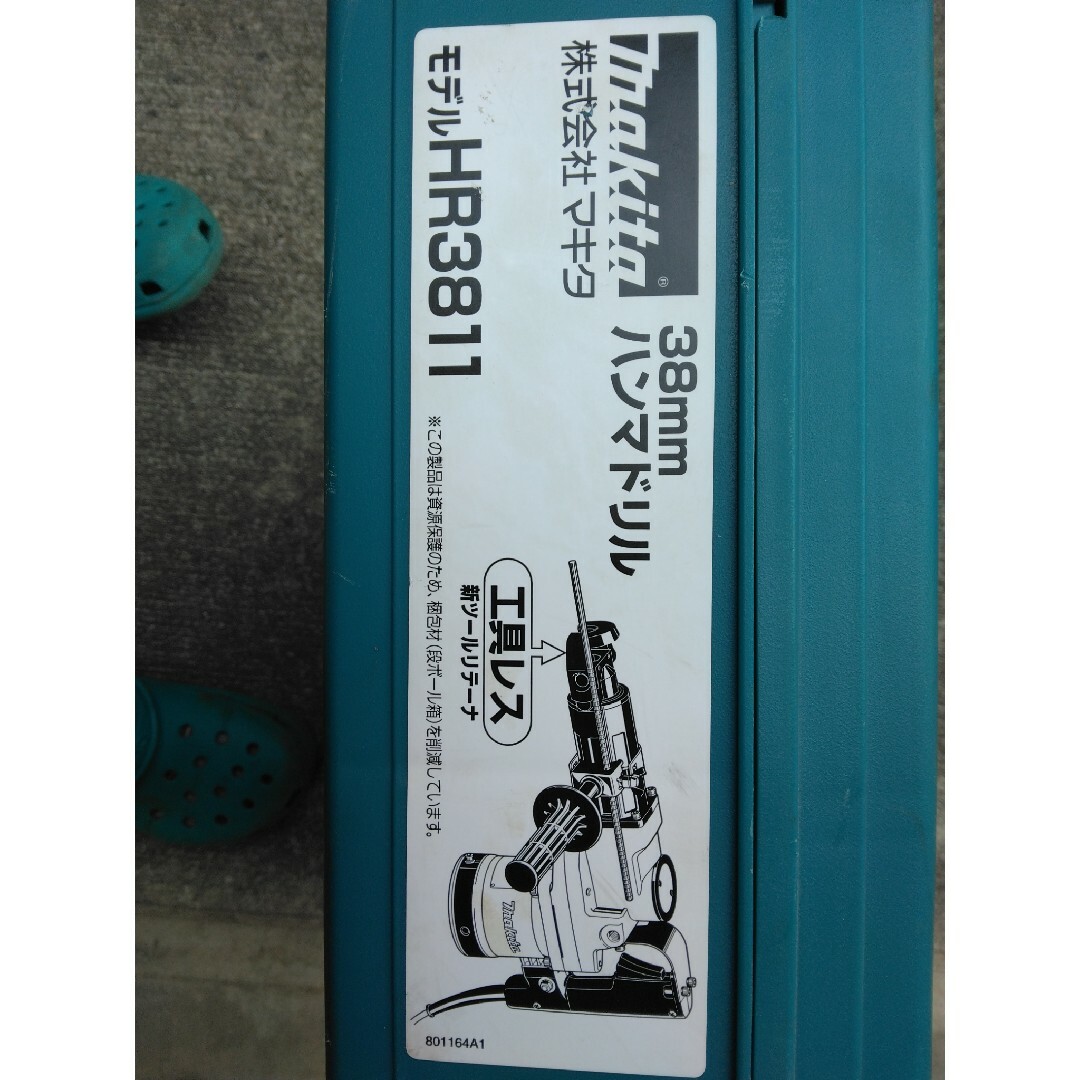 makita®
株式会社 マキタ
モデルHR3811
38mm
ハンマドリル
工具レス
新ツールリテーナ
※この製品は資源保護のため、梱包材(段ボール箱)を削減しています。
makita
801164A1